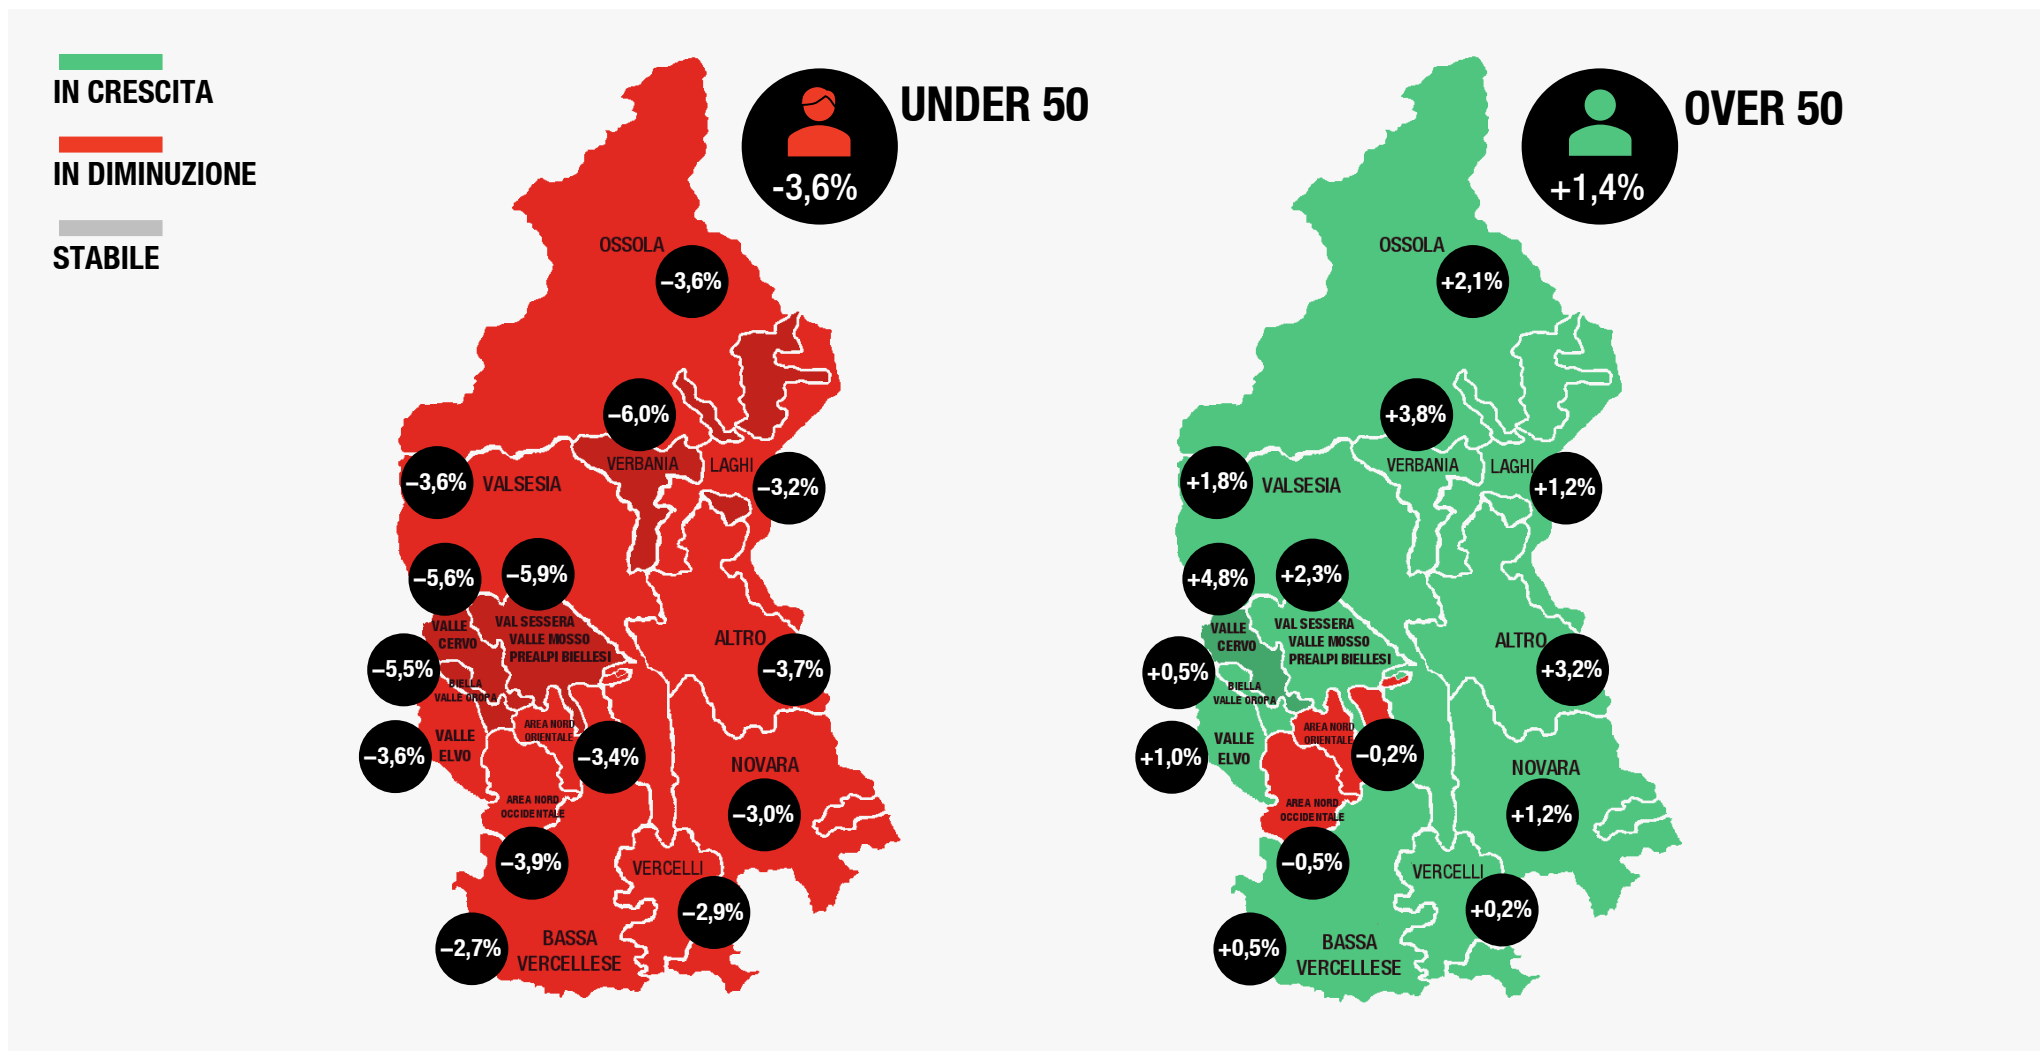 IN CRESCITA
IN DIMINUZIONE
STABILE
UNDER 50
-3,6%
OSSOLA
–3,6%
–6,0%
VERBANIA
LAGHI
–3,2%
–3,6%
VALSESIA
–5,6%
–5,9%
VALLE
CERVO
VAL SESSERA
VALLE MOSSO
PREALPI BIELLESI
ALTRO
–3,7%
–5,5%
BIELLA
VALLE OROPA
AREA NORD
ORIENTALE
–3,6%
VALLE
ELVO
–3,4%
NOVARA
–3,0%
AREA NORD
OCCIDENTALE
–3,9%
VERCELLI
–2,9%
–2,7%
BASSA
VERCELLESE
OVER 50
+1,4%
OSSOLA
+2,1%
+3,8%
VERBANIA
LAGHI
+1,2%
+1,8%
VALSESIA
+4,8%
+2,3%
VALLE
CERVO
VAL SESSERA
VALLE MOSSO
PREALPI BIELLESI
ALTRO
+3,2%
+0,5%
BIELLA
VALLE OROPA
AREA NORD
ORIENTALE
+1,0%
VALLE
ELVO
–0,2%
NOVARA
+1,2%
AREA NORD
OCCIDENTALE
–0,5%
VERCELLI
+0,2%
+0,5%
BASSA
VERCELLESE